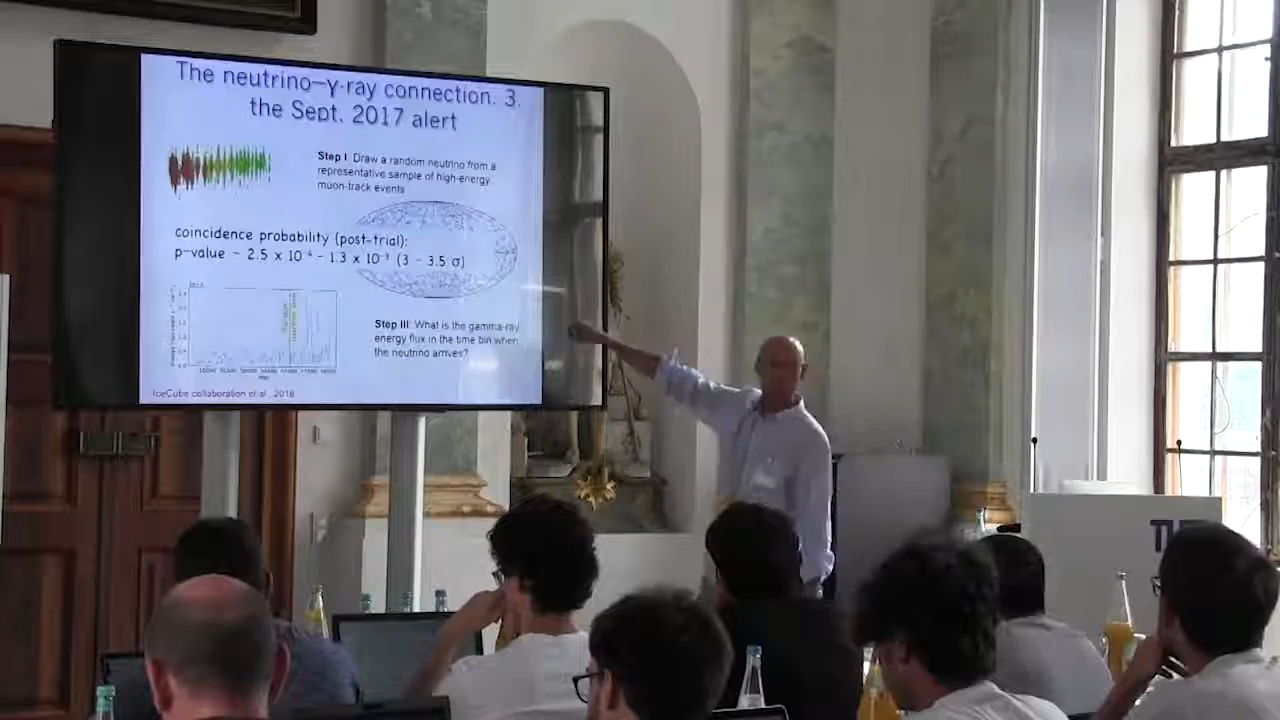 The neutrino–γ-ray connection. 3.
the Sept. 2017 alert
Step I: Draw a random neutrino from a
representative sample of high-energy
muon-track events
coincidence probability (post-trial):
p-value ~ 2.5 x 10⁻⁴ - 1.3 x 10⁻³ (3 - 3.5 σ)
Step III: What is the gamma-ray
energy flux in the time bin when
the neutrino arrives?
IceCube collaboration et al., 2018